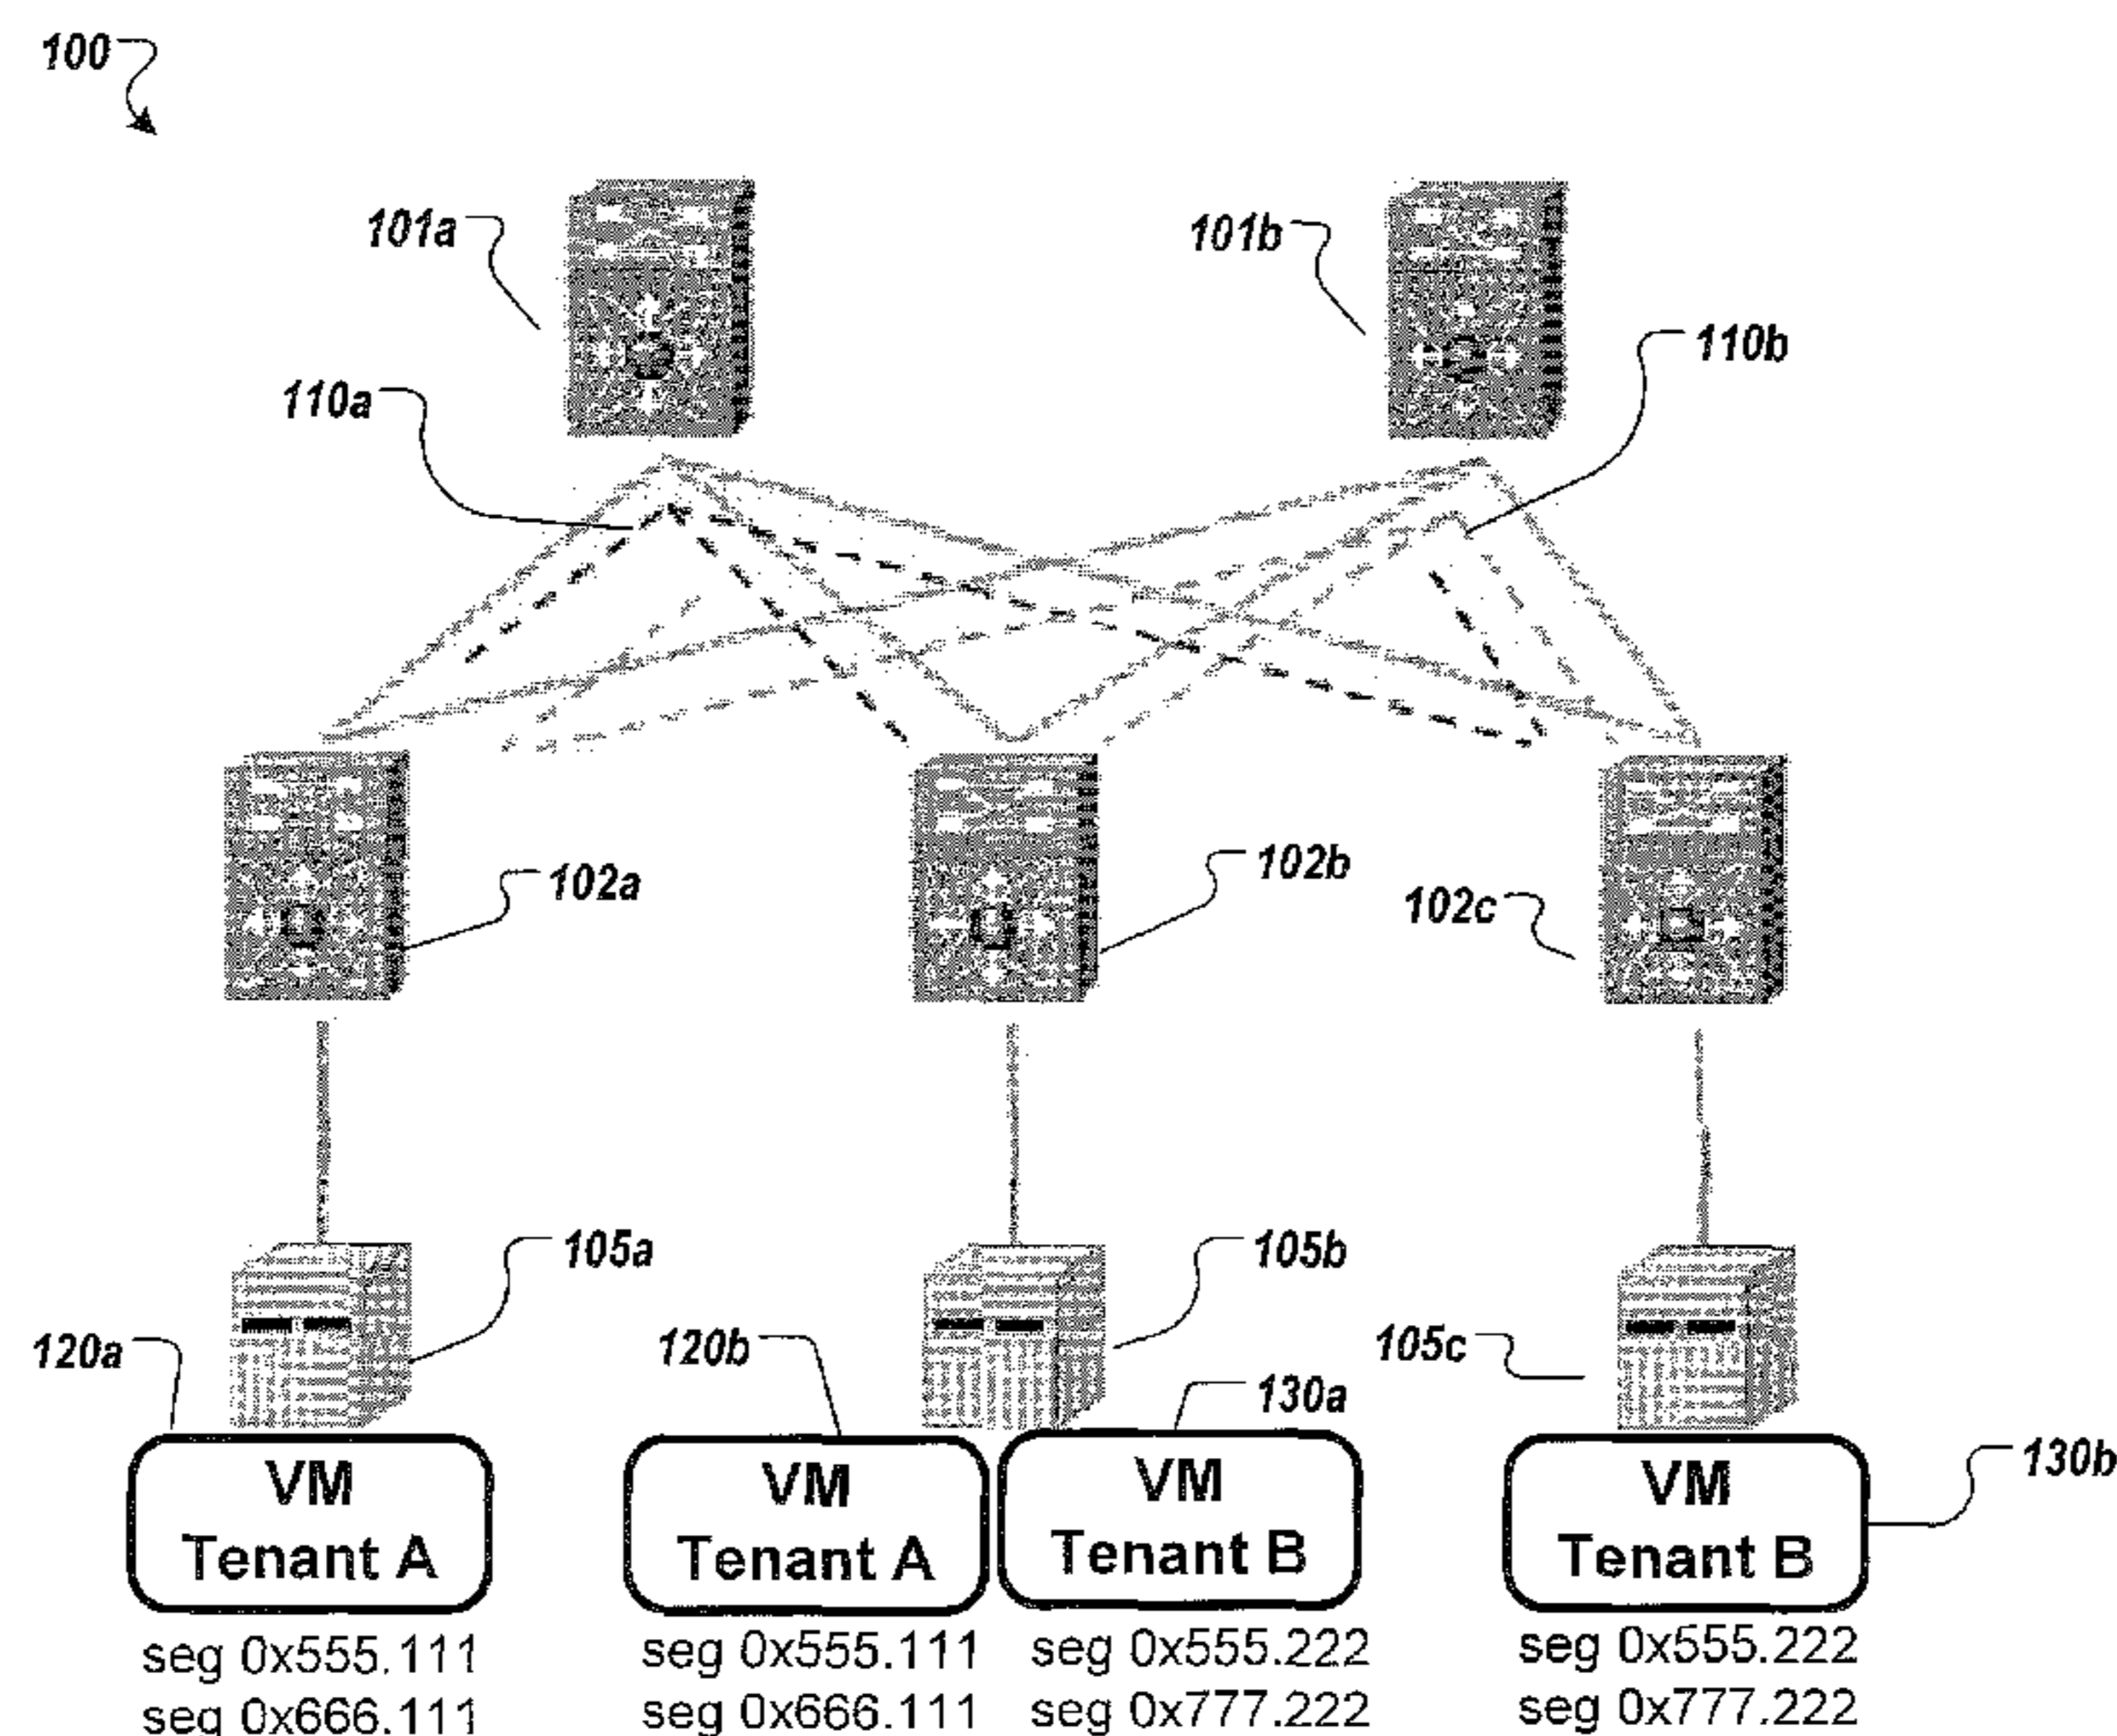 100
101a
101b
110b
110a
102a
102b
102c
105a
105b
105c
120a
120b
130a
130b
VM
Tenant A
VM
Tenant A
VM
Tenant B
VM
Tenant B
seg 0x555.111
seg 0x555.111
seg 0x555.222
seg 0x555.222
seg 0x666.111
seg 0x666.111
seg 0x777.222
seg 0x777.222